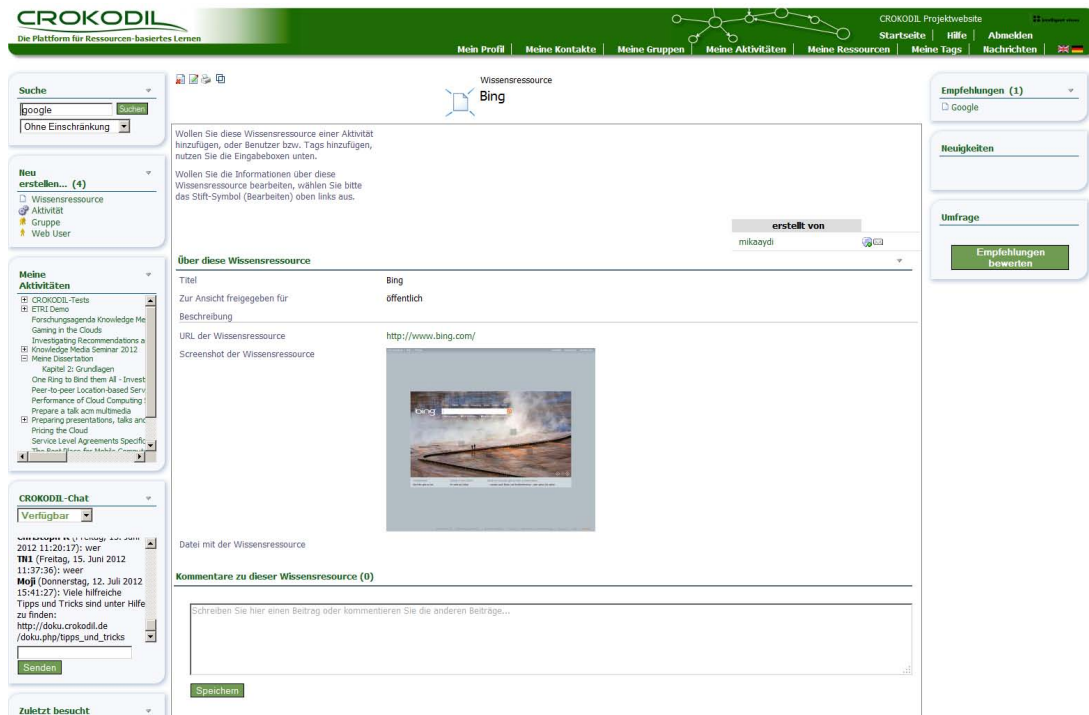 CROKODIL
Die Plattform für Ressourcen-basiertes Lernen
CROKODIL Projektwebsite
Startseite | Hilfe | Abmelden
Mein Profil | Meine Kontakte | Meine Gruppen | Meine Aktivitäten | Meine Ressourcen | Meine Tags | Nachrichten
Suche
google
Suchen
Ohne Einschränkung
Neu
erstellen... (4)
Wissensressource
Aktivität
Gruppe
Web User
Meine
Aktivitäten
CROKODIL-Tests
ETRI Demo
Forschungsagenda Knowledge Me
Gaming in the Clouds
Investigating Recommendations a
Knowledge Media Seminar 2012
Meine Dissertation
Kapitel 2: Grundlagen
One Ring to Bind them All - Invest
Peer-to-peer Location-based Serv
Performance of Cloud Computing
Prepare a talk acm multimedia
Preparing presentations, talks and
Pricing the Cloud
Service Level Agreements Specific
CROKODIL-Chat
Verfügbar
2012 11:20:17): wer
TN1 (Freitag, 15. Juni 2012
11:37:36): weer
Moji (Donnerstag, 12. Juli 2012
15:41:27): Viele hilfreiche
Tipps und Tricks sind unter Hilfe
zu finden:
http://doku.crokodil.de
/doku.php/tipps_und_tricks
Senden
Zuletzt besucht
Wissensressource
Bing
Wollen Sie diese Wissensressource einer Aktivität
hinzufügen, oder Benutzer bzw. Tags hinzufügen,
nutzen Sie die Eingabeboxen unten.
Wollen Sie die Informationen über diese
Wissensressource bearbeiten, wählen Sie bitte
das Stift-Symbol (Bearbeiten) oben links aus.
erstellt von
mikaaydi
Über diese Wissensressource
Titel Bing
Zur Ansicht freigegeben für öffentlich
Beschreibung
URL der Wissensressource http://www.bing.com/
Screenshot der Wissensressource
bing
Datei mit der Wissensressource
Kommentare zu dieser Wissensresource (0)
Schreiben Sie hier einen Beitrag oder kommentieren Sie die anderen Beiträge...
Speichern
Empfehlungen (1)
Google
Neuigkeiten
Umfrage
Empfehlungen
bewerten